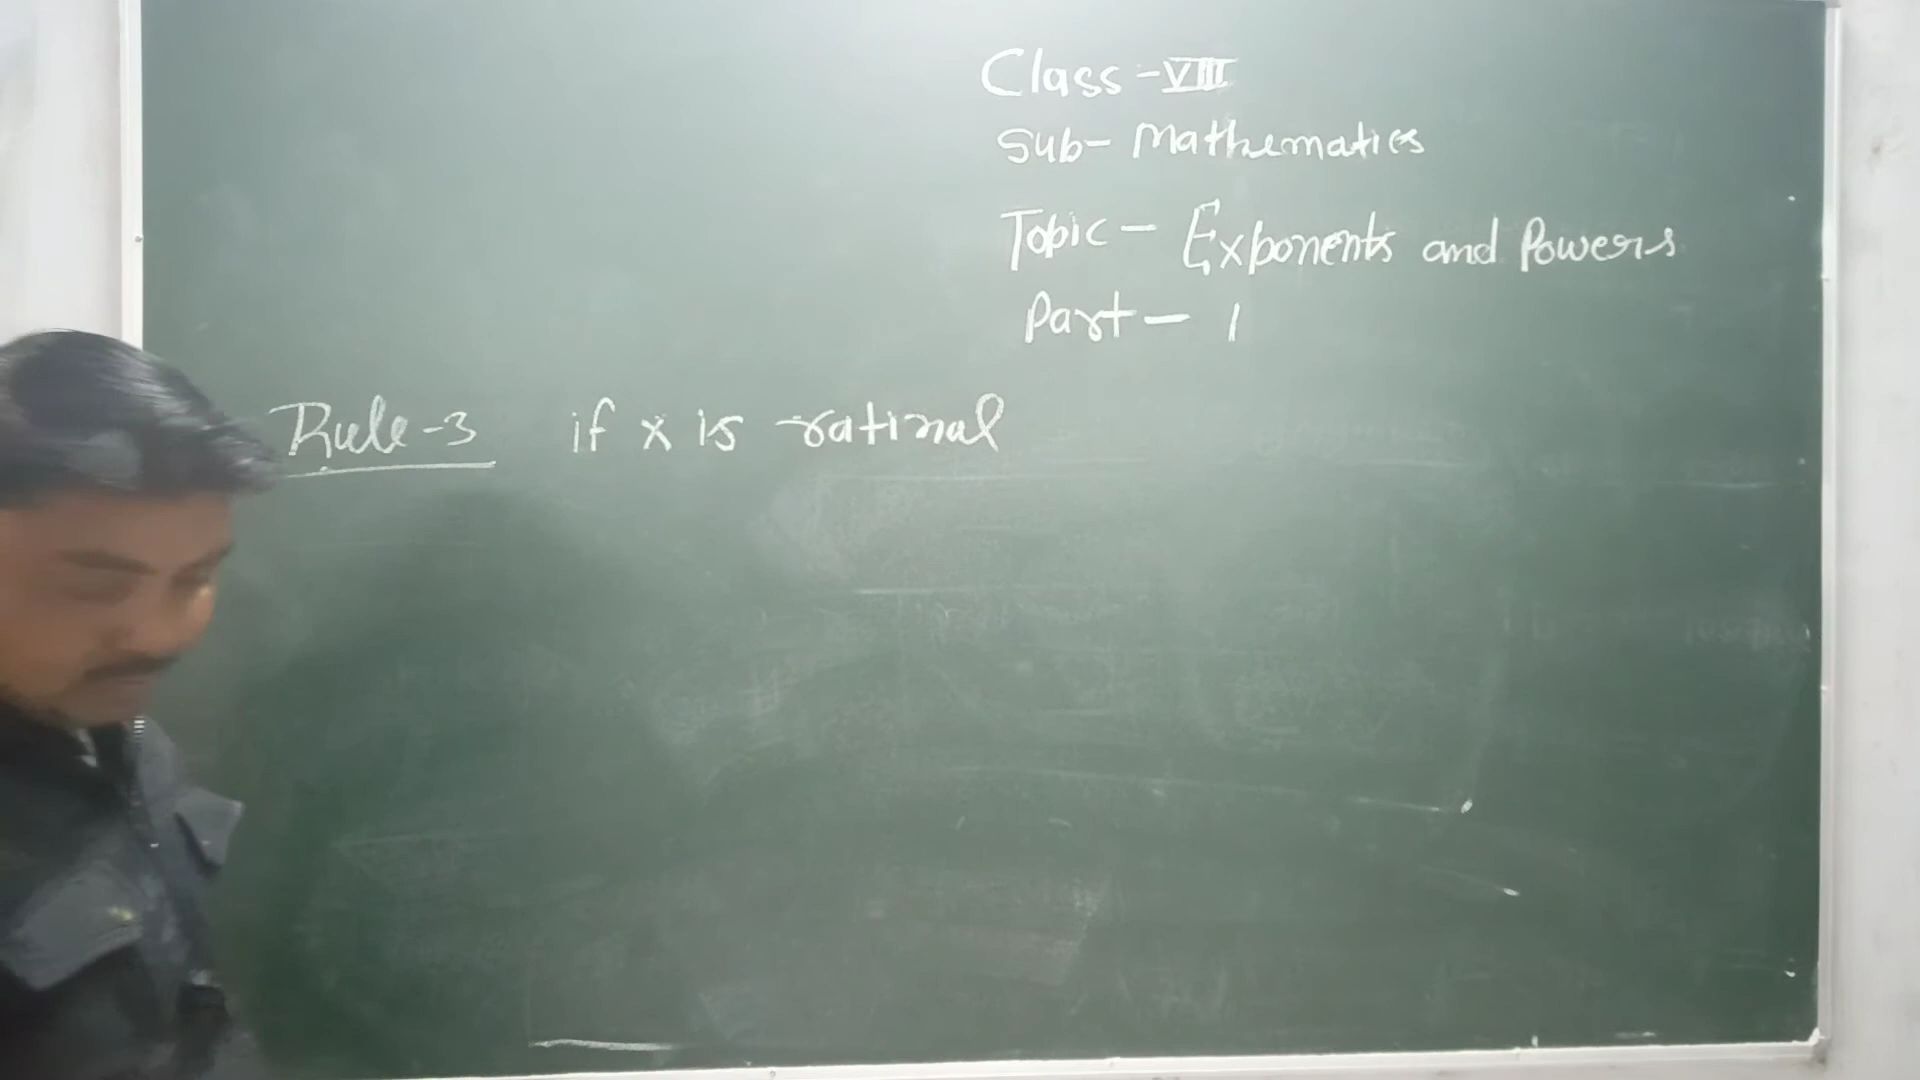 Class - VIII
Sub- Mathematics
Topic - Exponents and Powers
Part - 1
Rule-3 if x is rational